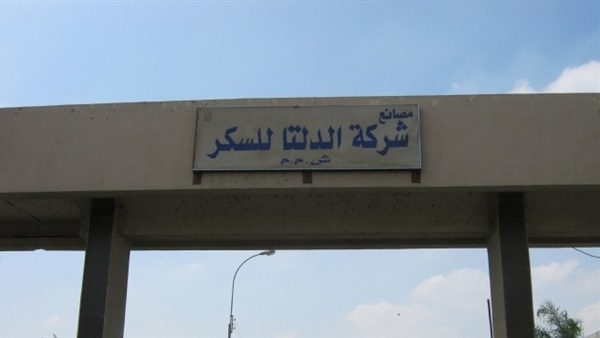 مصانع
شركة الدلتا للسكر
ش.م.م